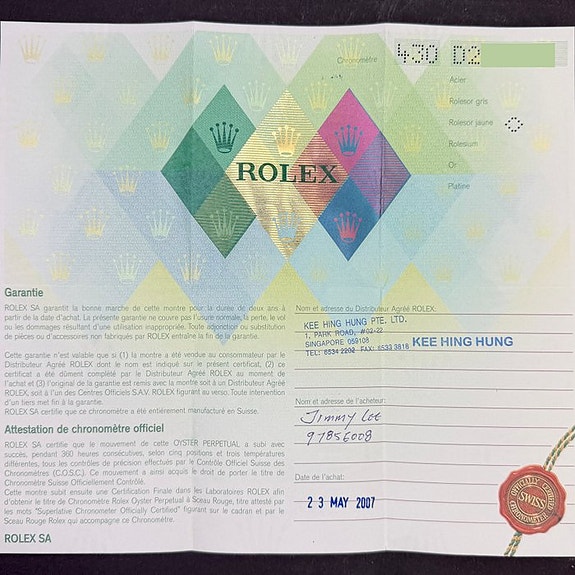 Chronomètre
430 D2
Acier
Rolesor gris
Rolesor jaune
Rolesium
Or
Platine
ROLEX
Garantie
ROLEX SA garantit la bonne marche de cette montre pour la durée de deux ans à
partir de la date d'achat. La présente garantie ne couvre pas l'usure normale, la perte, le vol
ou les dommages résultant d'une utilisation inappropriée. Toute adjonction ou substitution
de pièces ou d'accessoires non fabriqués par ROLEX entraîne la fin de garantie.
Cette garantie n'est valable que si (1) la montre a été vendue au consommateur par le
Distributeur Agréé ROLEX dont le nom est indiqué sur le présent certificat, (2) ce
certificat a été dûment complété par le Distributeur Agréé ROLEX au moment de
l'achat et (3) l'original de la garantie est remis avec la montre soit à un Distributeur Agréé
ROLEX, soit à l'un des Centres Officiels S.A.V. ROLEX figurant au verso. Toute intervention
d'un tiers met fin à la garantie.
ROLEX SA certifie que ce chronomètre a été entièrement manufacturé en Suisse.
Attestation de chronomètre officiel
ROLEX SA certifie que le mouvement de cette OYSTER PERPETUAL a subi avec
succès, pendant 360 heures consécutives, selon cinq positions et trois températures
différentes, tous les contrôles de précision effectués par le Contrôle Officiel Suisse des
Chronomètres (C.O.S.C.). Ce mouvement a ainsi acquis le droit de porter le titre de
Chronomètre Suisse Officiellement Contrôlé.
Cette montre subit ensuite une Certification Finale dans les Laboratoires ROLEX afin
d'obtenir le titre de Chronomètre Rolex Oyster Perpetual à Sceau Rouge, titre attesté par
les mots "Superlative Chronometer Officially Certified" figurant sur le cadran et par le
Sceau Rouge Rolex qui accompagne ce Chronomètre.
ROLEX SA
Nom et adresse du Distributeur Agréé ROLEX:
KEE HING HUNG PTE. LTD.
1, PARK ROAD, #02-22
SINGAPORE 059108
TEL: 6534 2202 FAX: 6533 3818
KEE HING HUNG
Nom et adresse de l'acheteur:
Jimmy Lee
97856008
Date de l'achat:
23 MAY 2007
OFFICIALLY CERTIFIED
SWISS
CHRONOMETER